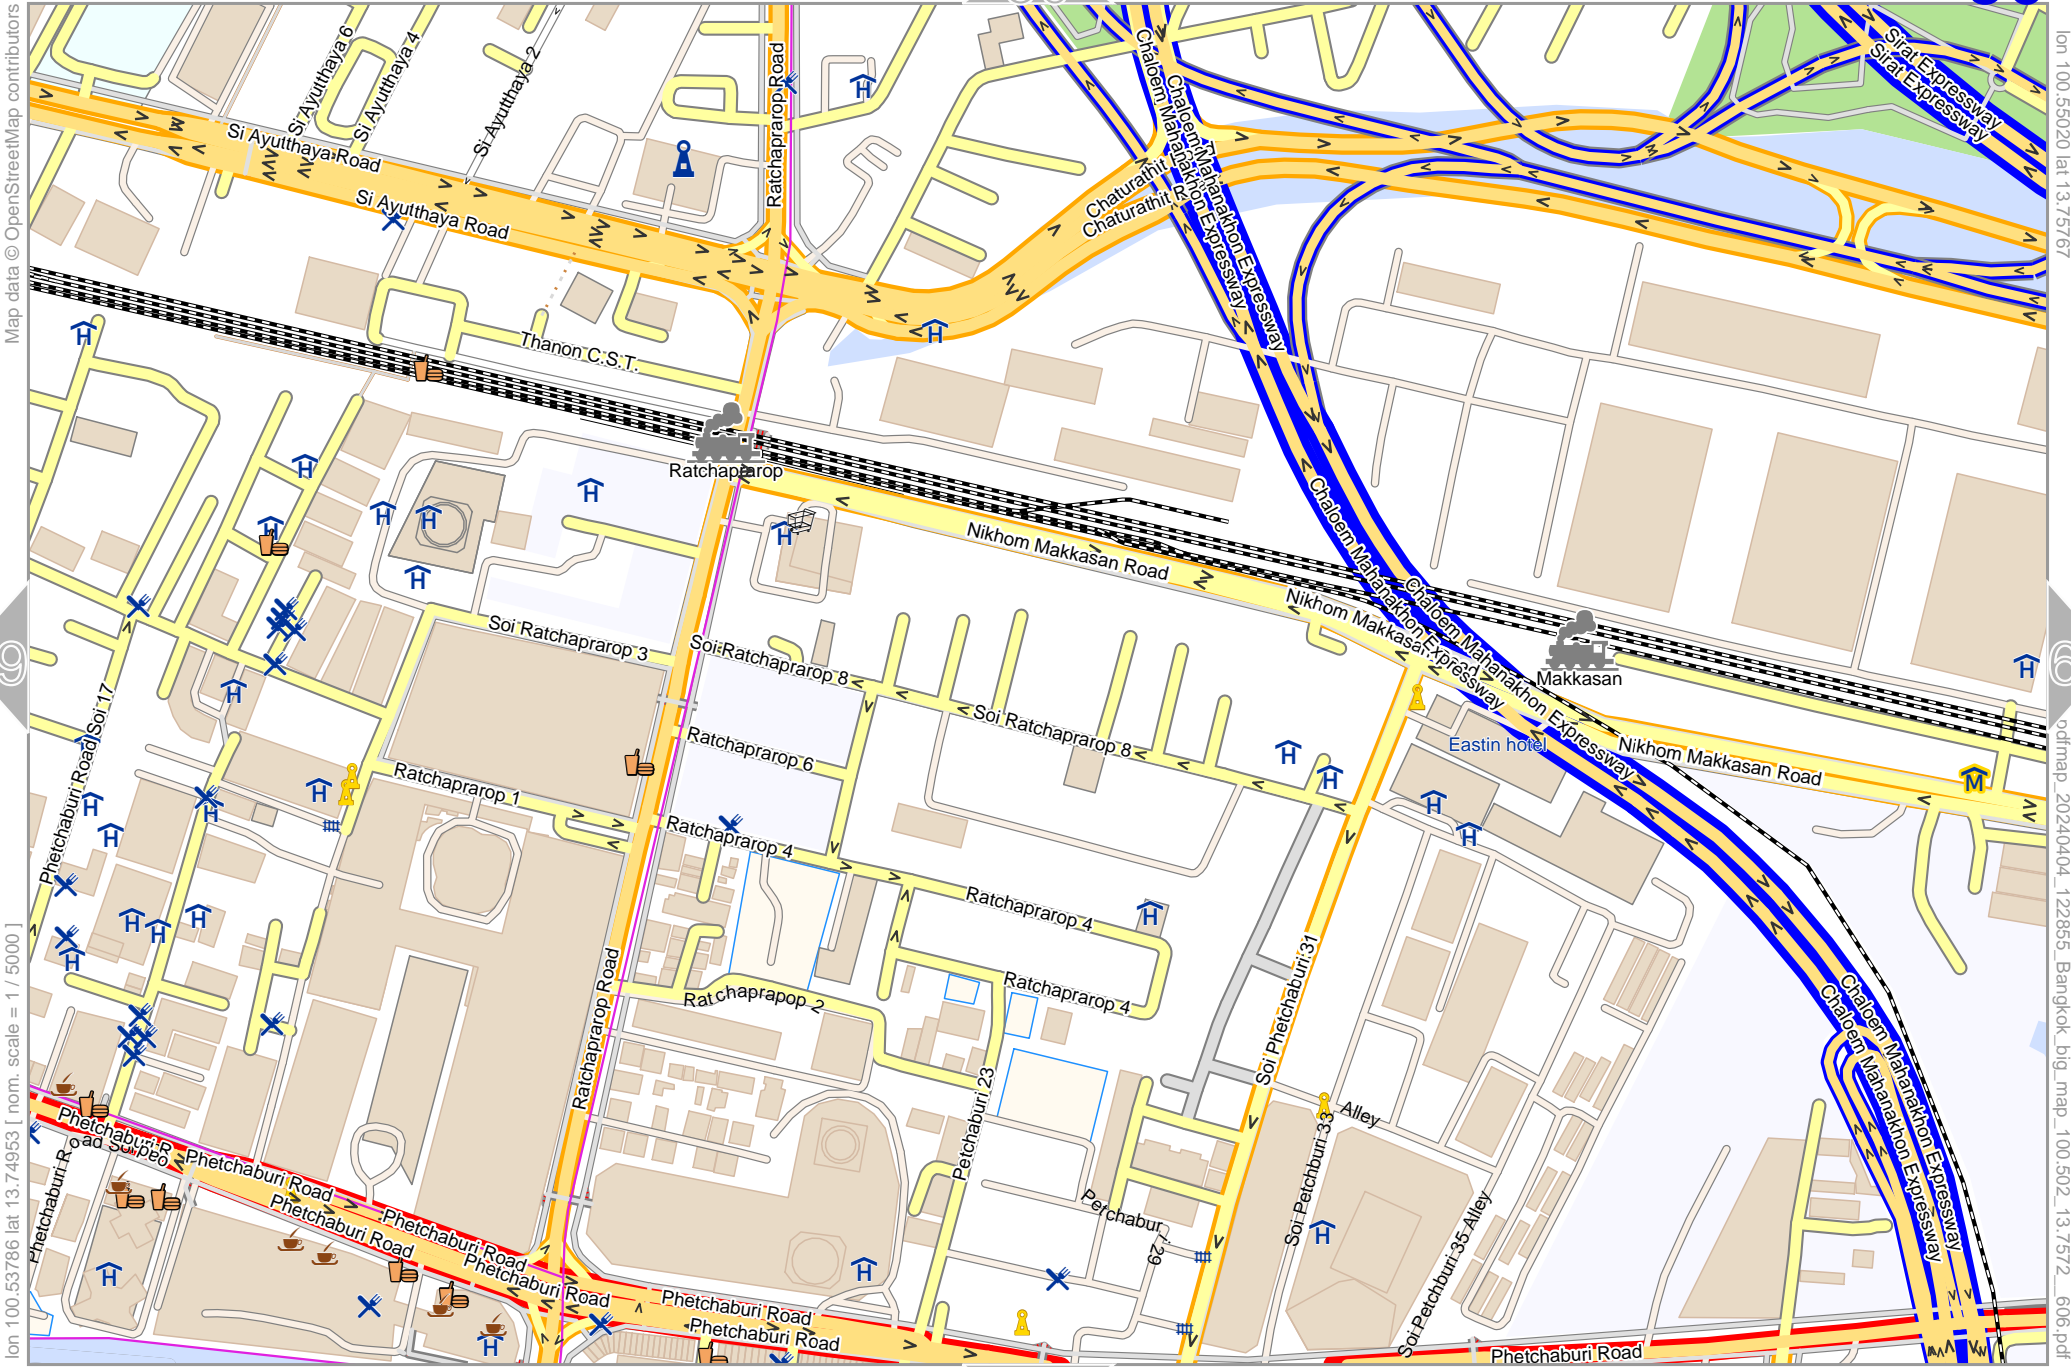 Map data © OpenStreetMap contributors
lon 100.53786 lat 13.74953 [ nom. scale = 1 / 5000 ]
lon 100.55020 lat 13.75767
pdfmap_20240404_122855_Bangkok_big_map_100.502_13.7572__606.pdf
9
6
Si Ayutthaya 6
Si Ayutthaya 4
Si Ayutthaya 2
Ratchaprarop Road
Si Ayutthaya Road
Si Ayutthaya Road
Chaloem Mahanakhon Expressway
Chaloem Mahanakhon Expressway
Sirat Expressway
Sirat Expressway
Chaturathit
Chaturathit R
Thanon C.S.T.
Ratchaprarop
Nikhom Makkasan Road
Nikhom Makkasan Road
Chaloem Mahanakhon Expressway
Chaloem Mahanakhon Expressway
Makkasan
Eastin hotel
Nikhom Makkasan Road
Soi Ratchaprarop 3
Soi Ratchaprarop 8
Soi Ratchaprarop 8
Ratchaprarop 6
Ratchaprarop 1
Ratchaprarop 4
Ratchaprarop 4
Ratchaprarop 4
Ratchaprapop 2
Phetchaburi Road Soi 17
Ratchaprarop Road
Soi Phetchaburi 31
Petchaburi 23
Alley
Soi Petchburi 33
Soi Petchburi 35 Alley
Petchaburi 29
Chaloem Mahanakhon Expressway
Chaloem Mahanakhon Expressway
Phetchaburi R
Phetchaburi R
Phetchaburi Road
Phetchaburi Road
Phetchaburi Road
Phetchaburi Road
Phetchaburi Road
Phetchaburi Road
Phetchaburi Road
M